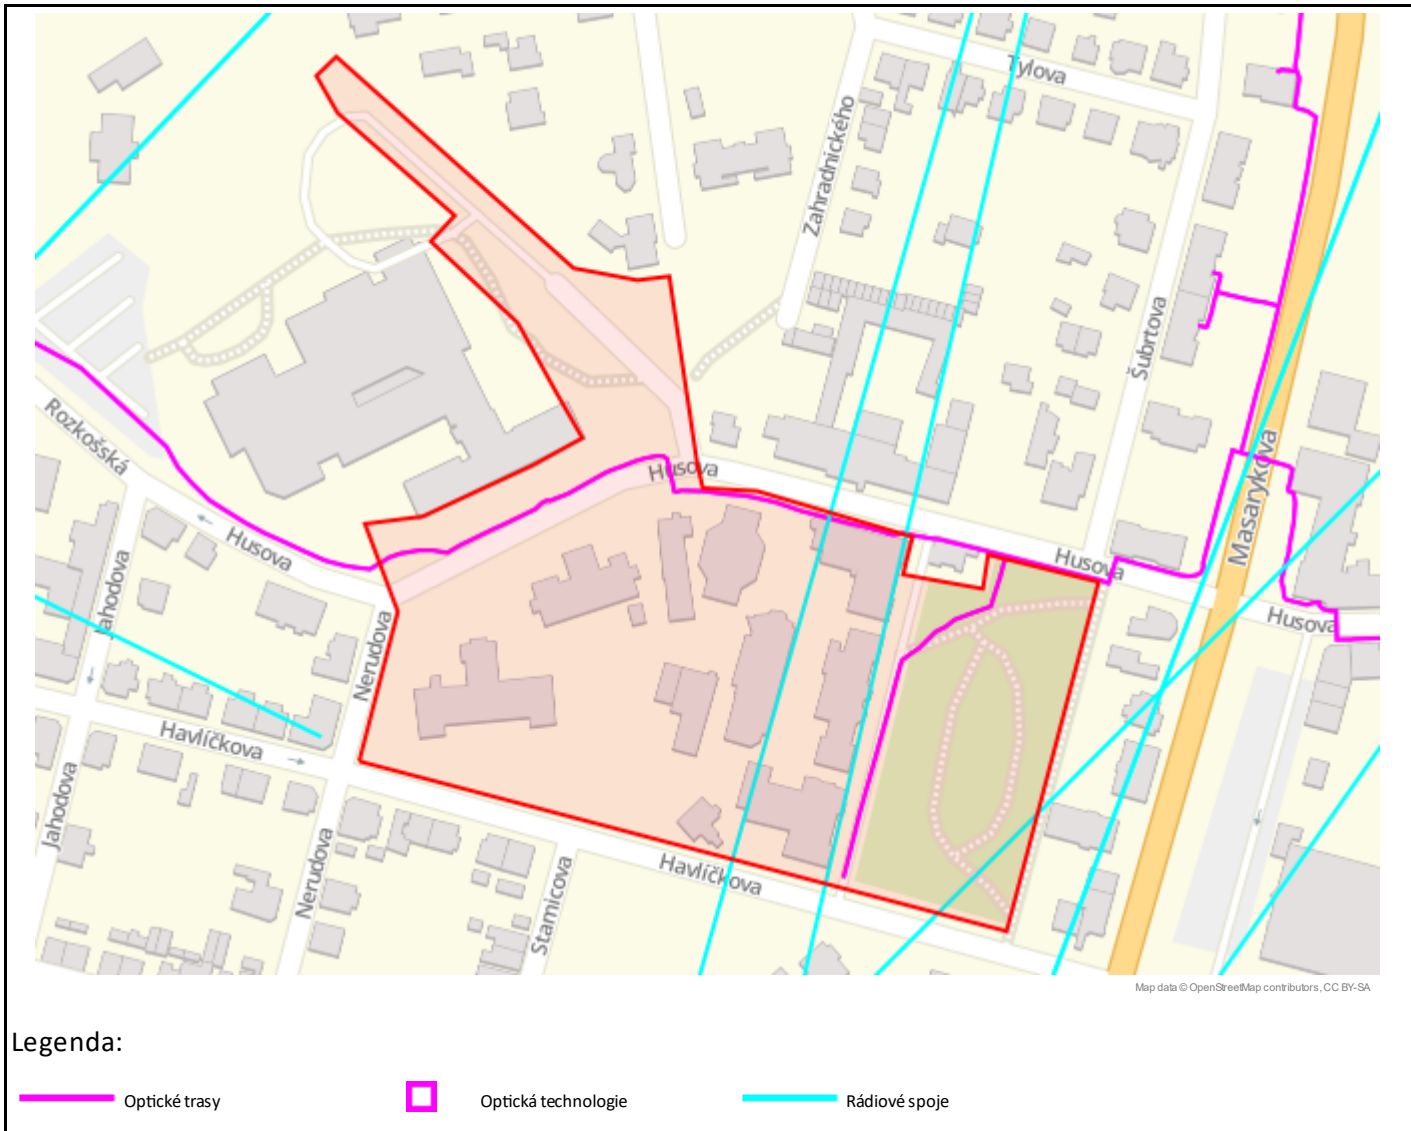 Tylova
Zahradnického
Šubrtova
Rozkošská
Husova
Husova
Husova
Masarykova
Husova
Jahodova
Nerudova
Havlíčkova
Jahodova
Nerudova
Stamicova
Havlíčkova
Map data © OpenStreetMap contributors, CC BY-SA
Legenda:
Optické trasy
Optická technologie
Rádiové spoje